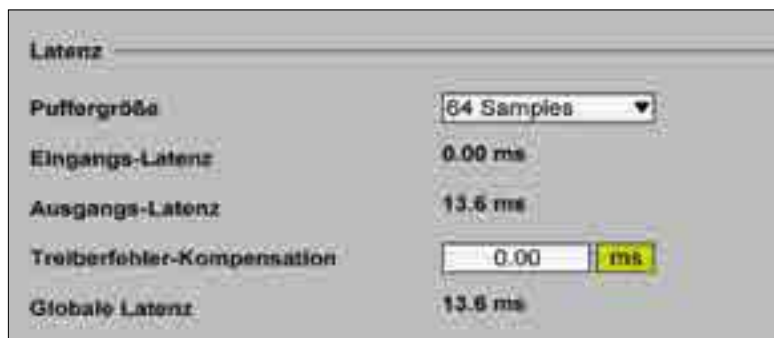 Latenz
Puffergröße 64 Samples
Eingangs-Latenz 0.00 ms
Ausgangs-Latenz 13.6 ms
Treiberfehler-Kompensation 0.00 ms
Globale Latenz 13.6 ms